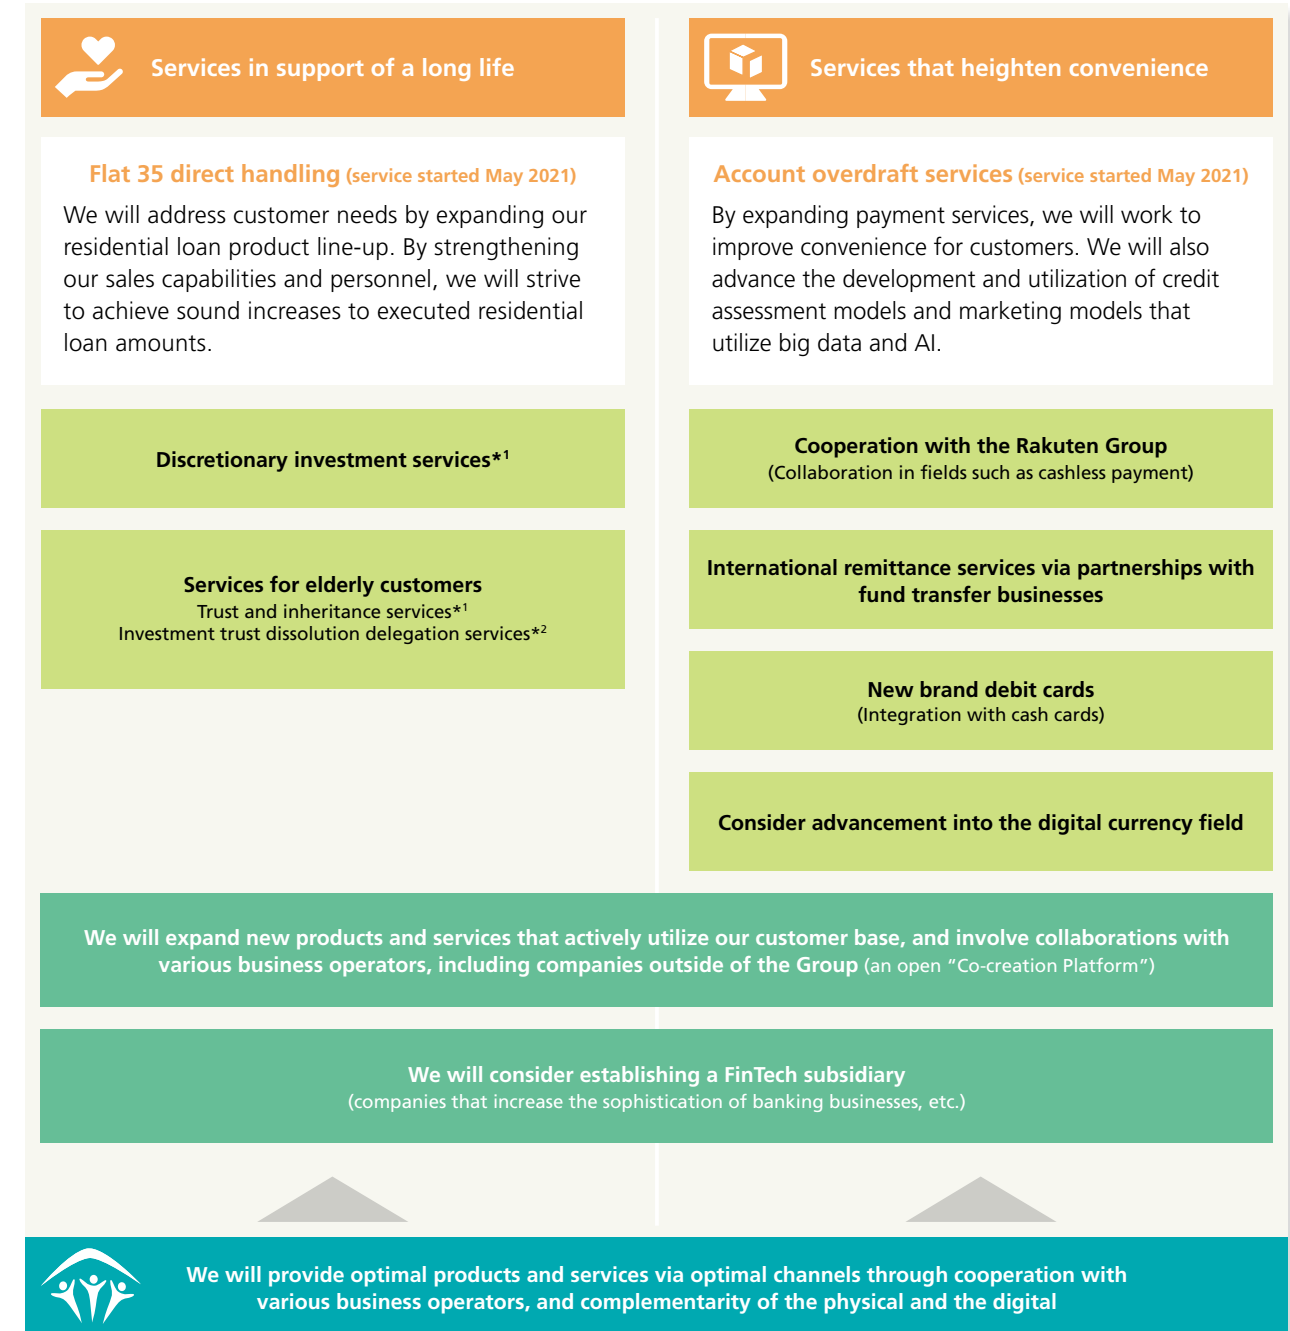 Services in support of a long life
Flat 35 direct handling (service started May 2021)
We will address customer needs by expanding our
residential loan product line-up. By strengthening
our sales capabilities and personnel, we will strive
to achieve sound increases to executed residential
loan amounts.
Discretionary investment services*1
Services for elderly customers
Trust and inheritance services*1
Investment trust dissolution delegation services*2
Services that heighten convenience
Account overdraft services (service started May 2021)
By expanding payment services, we will work to
improve convenience for customers. We will also
advance the development and utilization of credit
assessment models and marketing models that
utilize big data and AI.
Cooperation with the Rakuten Group
(Collaboration in fields such as cashless payment)
International remittance services via partnerships with
fund transfer businesses
New brand debit cards
(Integration with cash cards)
Consider advancement into the digital currency field
We will expand new products and services that actively utilize our customer base, and involve collaborations with
various business operators, including companies outside of the Group (an open “Co-creation Platform”)
We will consider establishing a FinTech subsidiary
(companies that increase the sophistication of banking businesses, etc.)
We will provide optimal products and services via optimal channels through cooperation with
various business operators, and complementarity of the physical and the digital